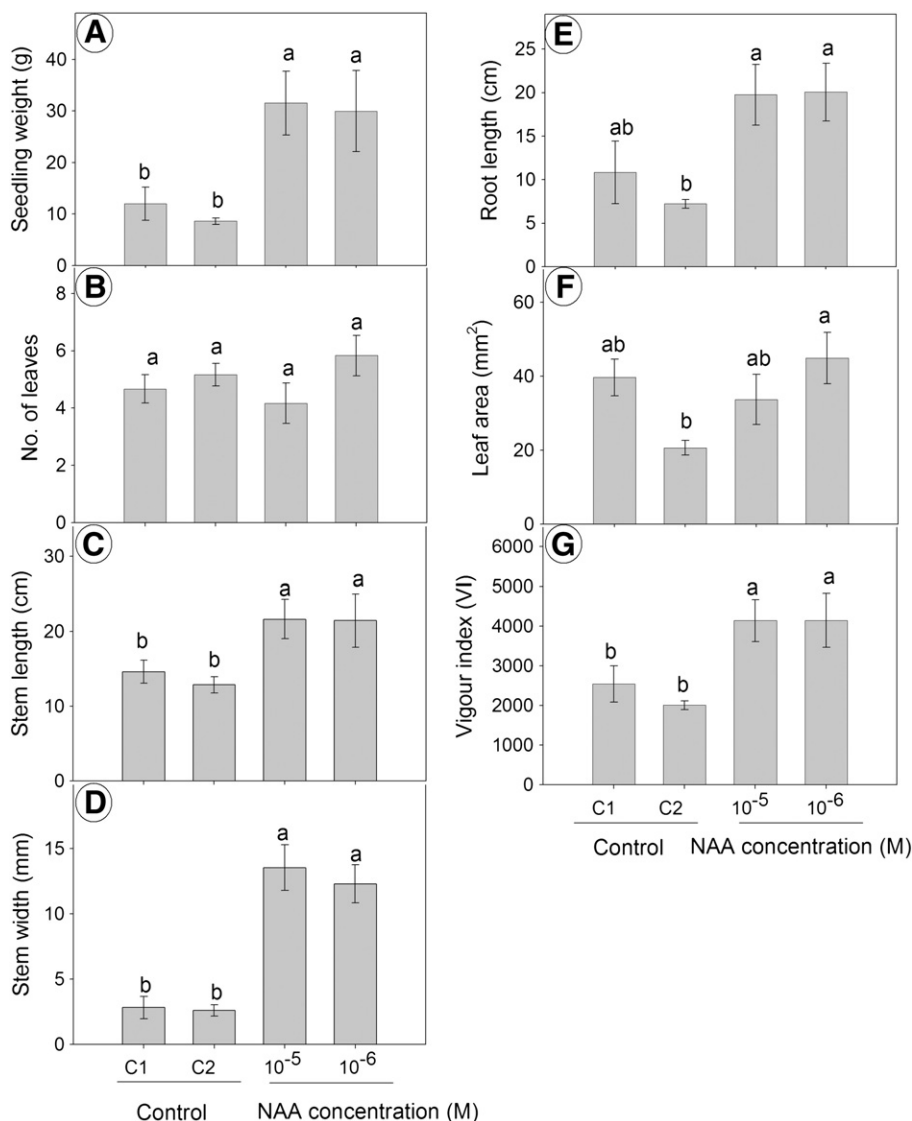 A
Seedling weight (g)
40
30
20
10
0
b
b
a
a
B
No. of leaves
8
6
4
2
0
a
a
a
a
C
Stem length (cm)
30
20
10
0
b
b
a
a
D
Stem width (mm)
15
10
5
0
b
b
a
a
C1 C2 10⁻⁵ 10⁻⁶
Control NAA concentration (M)
E
Root length (cm)
25
20
15
10
5
0
ab
b
a
a
F
Leaf area (mm²)
60
40
20
0
ab
b
ab
a
G
Vigour index (VI)
6000
5000
4000
3000
2000
1000
0
b
b
a
a
C1 C2 10⁻⁵ 10⁻⁶
Control NAA concentration (M)